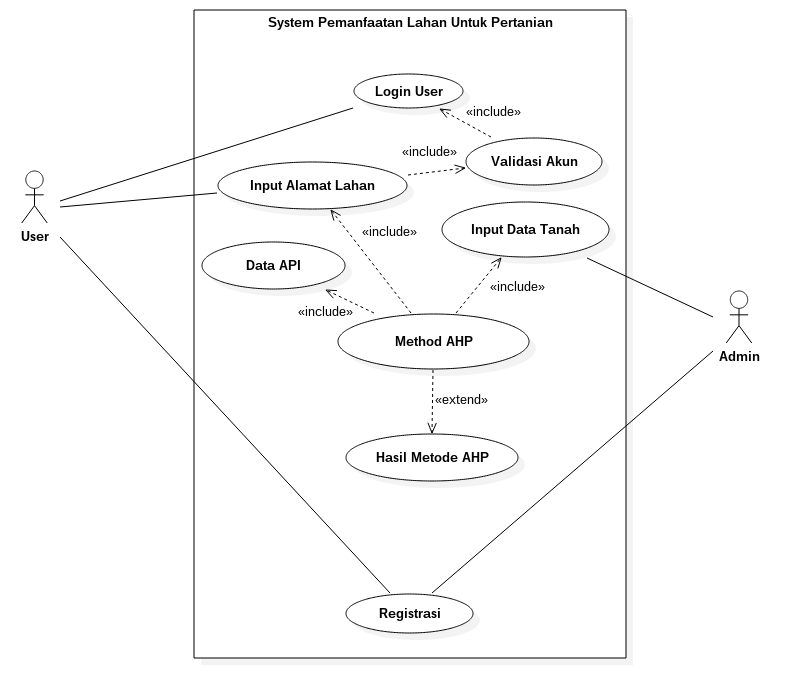 System Pemanfaatan Lahan Untuk Pertanian
Login User
«include»
«include»
Validasi Akun
Input Alamat Lahan
User
«include»
Input Data Tanah
Data API
«include»
«include»
Method AHP
Admin
«extend»
Hasil Metode AHP
Registrasi